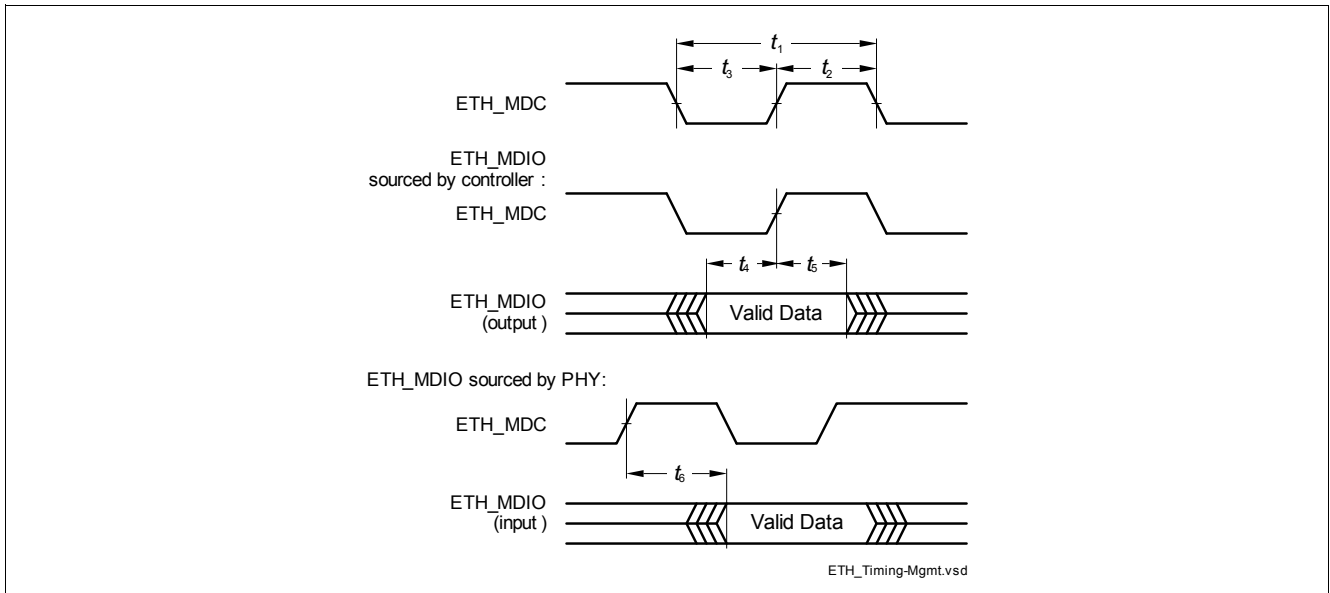 t1
t3 t2
ETH_MDC
ETH_MDIO
sourced by controller :
ETH_MDC
t4 t5
ETH_MDIO
(output )
Valid Data
ETH_MDIO sourced by PHY:
ETH_MDC
t6
ETH_MDIO
(input )
Valid Data
ETH_Timing-Mgmt.vsd